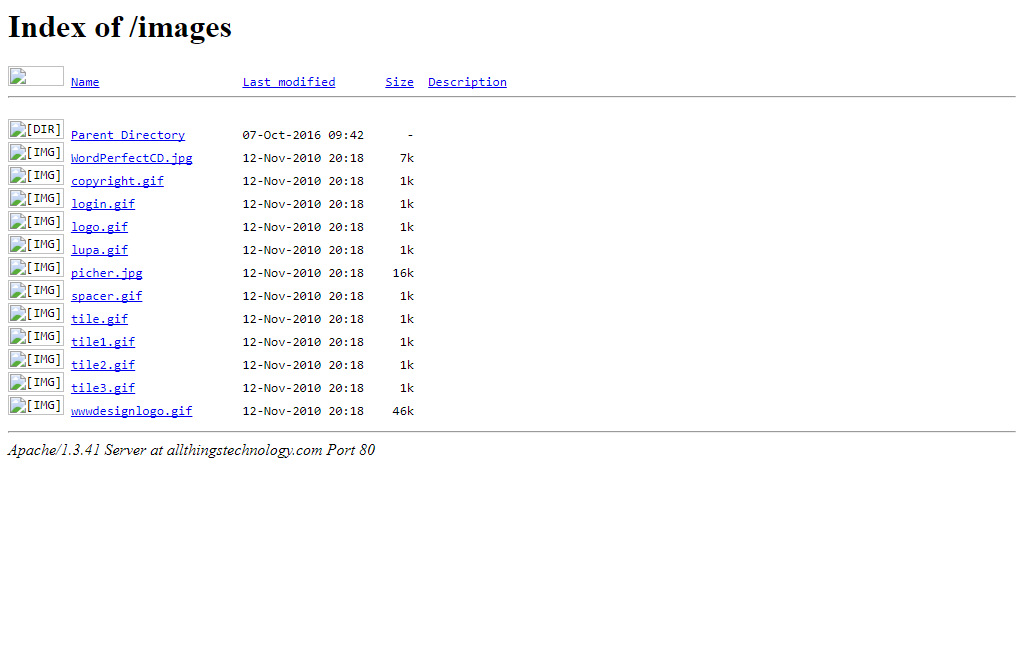 Index of /images
Name Last modified Size Description
[DIR] Parent Directory 07-Oct-2016 09:42 -
[IMG] WordPerfectCD.jpg 12-Nov-2010 20:18 7k
[IMG] copyright.gif 12-Nov-2010 20:18 1k
[IMG] login.gif 12-Nov-2010 20:18 1k
[IMG] logo.gif 12-Nov-2010 20:18 1k
[IMG] lupa.gif 12-Nov-2010 20:18 1k
[IMG] picher.jpg 12-Nov-2010 20:18 16k
[IMG] spacer.gif 12-Nov-2010 20:18 1k
[IMG] tile.gif 12-Nov-2010 20:18 1k
[IMG] tile1.gif 12-Nov-2010 20:18 1k
[IMG] tile2.gif 12-Nov-2010 20:18 1k
[IMG] tile3.gif 12-Nov-2010 20:18 1k
[IMG] wwwdesignlogo.gif 12-Nov-2010 20:18 46k
Apache/1.3.41 Server at allthingstechnology.com Port 80